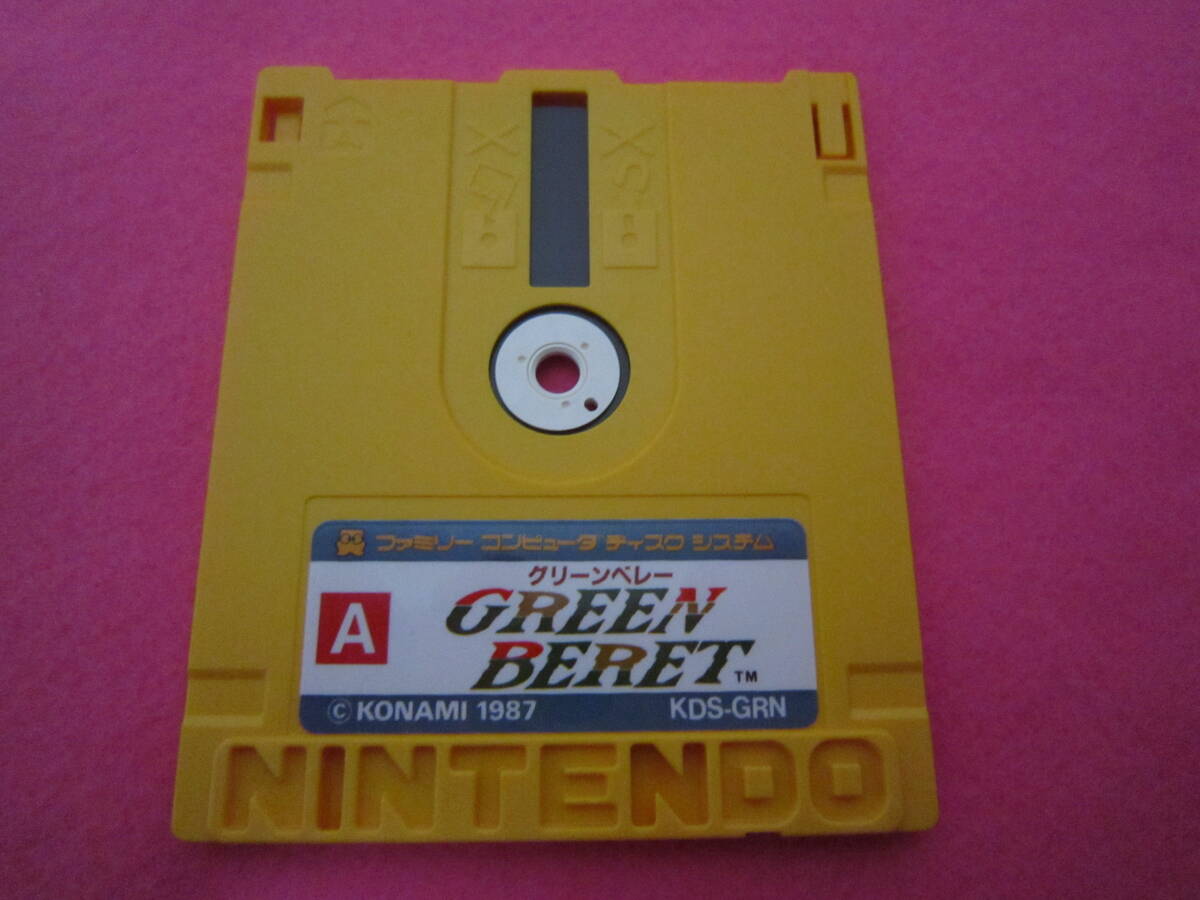 ファミリー コンピュータ ディスク システム
グリーンベレー
A
GREEN
BERET™
© KONAMI 1987 KDS-GRN
NINTENDO